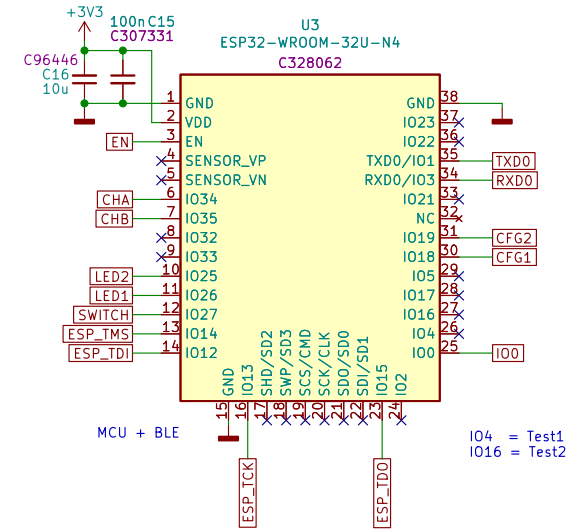 +3V3
100n C15
C307331
C96446
C16
10u
U3
ESP32-WROOM-32U-N4
C328062
1 GND
2 VDD
EN 3 EN
4 SENSOR_VP
5 SENSOR_VN
CHA 6 IO34
CHB 7 IO35
8 IO32
9 IO33
LED2 10 IO25
LED1 11 IO26
SWITCH 12 IO27
ESP_TMS 13 IO14
ESP_TDI 14 IO12
GND 38
IO23 37
IO22 36
TXD0/IO1 35 TXD0
RXD0/IO3 34 RXD0
IO21 33
NC 32
IO19 31 CFG2
IO18 30 CFG1
IO5 29
IO17 28
IO16 27
IO4 26
IO0 25 IO0
GND 15
IO13 16 ESP_TCK
SHD/SD2 17
SWP/SD3 18
SCS/CMD 19
SCK/CLK 20
SDO/SD0 21
SDI/SD1 22
IO15 23 ESP_TDO
IO2 24
MCU + BLE
IO4 = Test1
IO16 = Test2